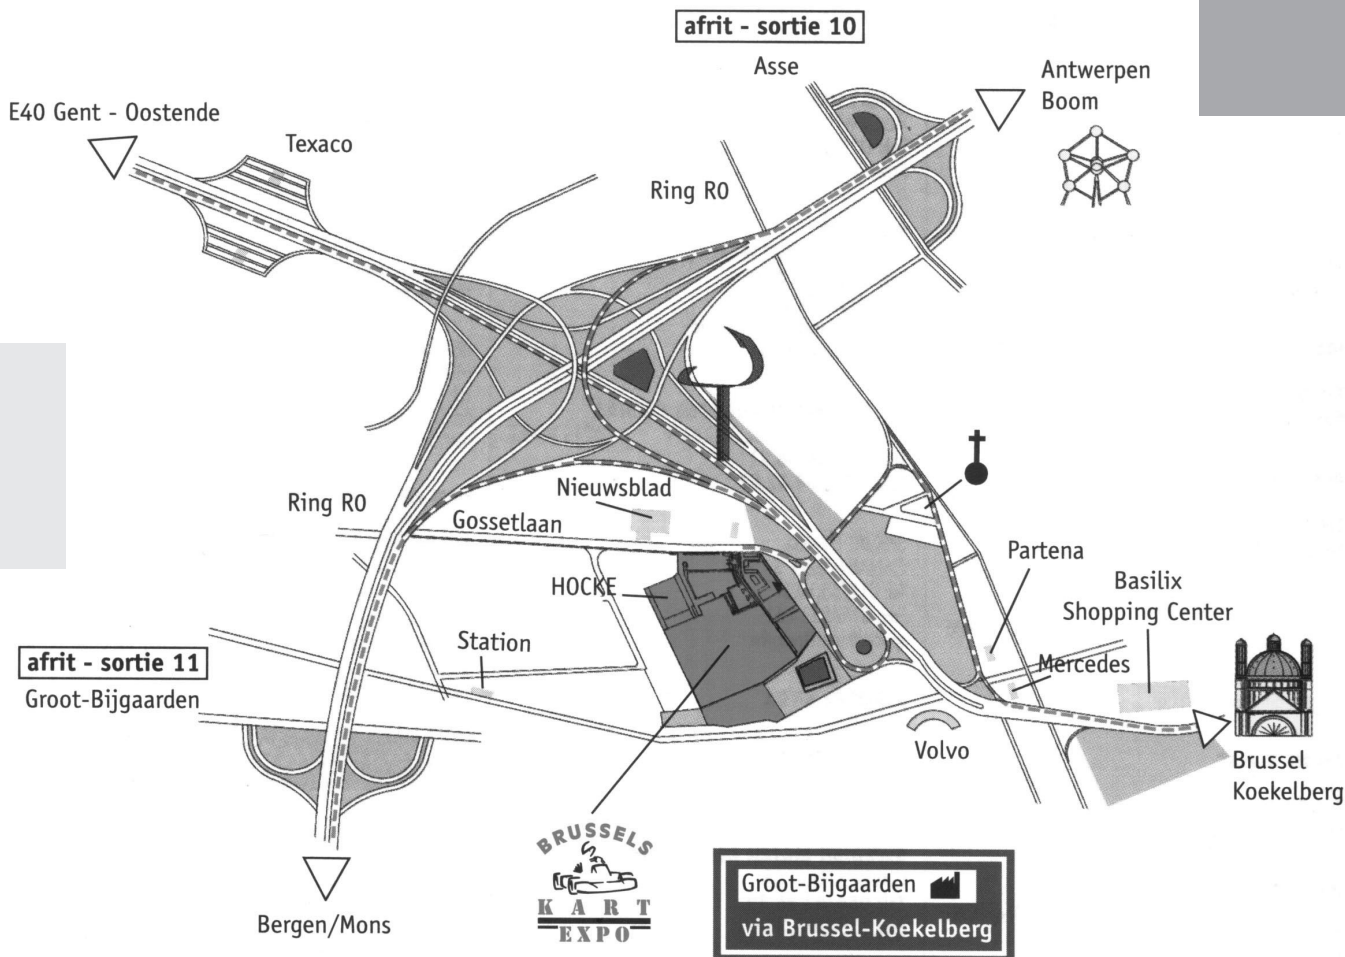 afrit - sortie 10
Asse
Antwerpen
Boom
E40 Gent - Oostende
Texaco
Ring R0
Ring R0
Nieuwsblad
Gossetlaan
HOCKE
Partena
Basilix
Shopping Center
Station
Mercedes
afrit - sortie 11
Groot-Bijgaarden
Volvo
Brussel
Koekelberg
BRUSSELS
KART
EXPO
Groot-Bijgaarden
via Brussel-Koekelberg
Bergen/Mons